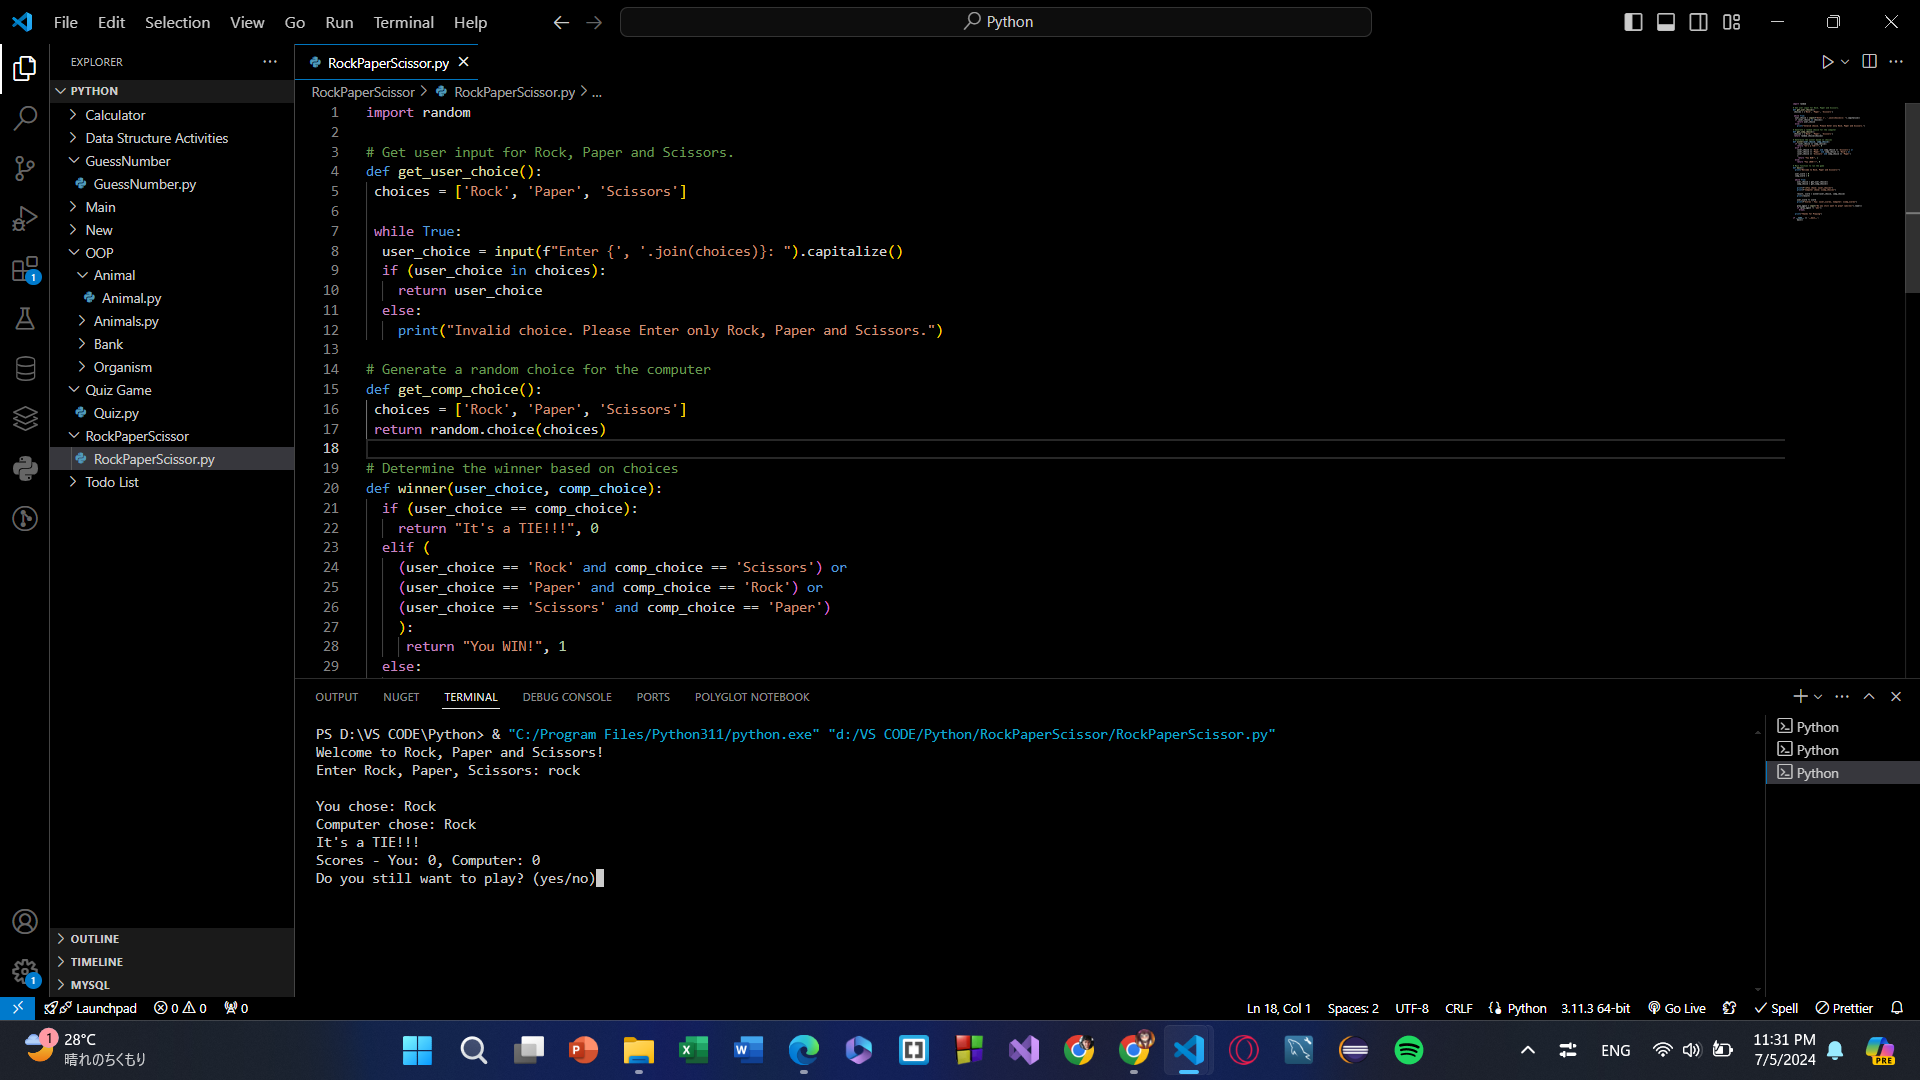 File Edit Selection View Go Run Terminal Help
Python
EXPLORER
PYTHON
Calculator
Data Structure Activities
GuessNumber
GuessNumber.py
Main
New
OOP
Animal
Animal.py
Animals.py
Bank
Organism
Quiz Game
Quiz.py
RockPaperScissor
RockPaperScissor.py
Todo List
OUTLINE
TIMELINE
MYSQL
RockPaperScissor.py
RockPaperScissor > RockPaperScissor.py > ...
1 import random
2
3 # Get user input for Rock, Paper and Scissors.
4 def get_user_choice():
5 choices = ['Rock', 'Paper', 'Scissors']
6
7 while True:
8 user_choice = input(f"Enter {', '.join(choices)}: ").capitalize()
9 if (user_choice in choices):
10 return user_choice
11 else:
12 print("Invalid choice. Please Enter only Rock, Paper and Scissors.")
13
14 # Generate a random choice for the computer
15 def get_comp_choice():
16 choices = ['Rock', 'Paper', 'Scissors']
17 return random.choice(choices)
18
19 # Determine the winner based on choices
20 def winner(user_choice, comp_choice):
21 if (user_choice == comp_choice):
22 return "It's a TIE!!!", 0
23 elif (
24 (user_choice == 'Rock' and comp_choice == 'Scissors') or
25 (user_choice == 'Paper' and comp_choice == 'Rock') or
26 (user_choice == 'Scissors' and comp_choice == 'Paper')
27 ):
28 return "You WIN!", 1
29 else:
OUTPUT NUGET TERMINAL DEBUG CONSOLE PORTS POLYGLOT NOTEBOOK
PS D:\VS CODE\Python> & "C:/Program Files/Python311/python.exe" "d:/VS CODE/Python/RockPaperScissor/RockPaperScissor.py"
Welcome to Rock, Paper and Scissors!
Enter Rock, Paper, Scissors: rock
You chose: Rock
Computer chose: Rock
It's a TIE!!!
Scores - You: 0, Computer: 0
Do you still want to play? (yes/no)
Python
Python
Python
1
1
Launchpad 0 0 0
Ln 18, Col 1 Spaces: 2 UTF-8 CRLF Python 3.11.3 64-bit Go Live Spell Prettier
1
28°C
晴れのちくもり
ENG
11:31 PM
7/5/2024
PRE